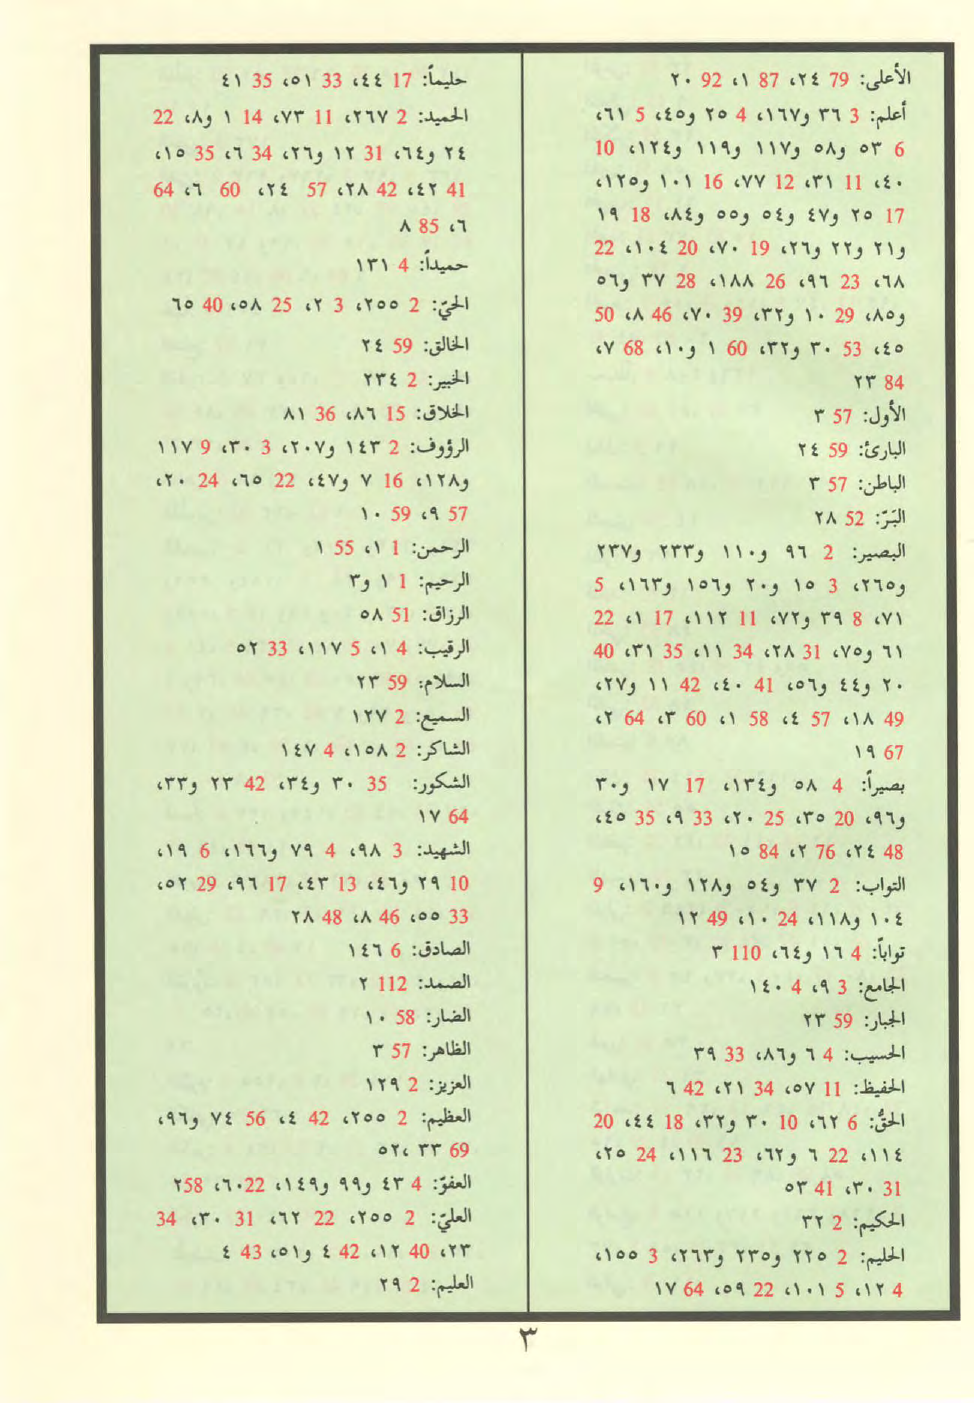 الأعلى: 79 ٢٤، 87 ١، 92 ٢٠
أعلم: 3 ٣٦ و١٦٧، 4 ٢٥ و٤٥، 5 ٦١،
6 ٥٣ و٥٨ و١١٧ و١١٩ و١٢٤، 10
٤٠، 11 ٣١، 12 ٧٧، 16 ١٠١ و١٢٥،
17 ٢٥ و٤٧ و٥٤ و٥٥ و٨٤، 18 ١٩
و٢١ و٢٢ و٢٦، 19 ٧٠، 20 ١٠٤، 22
٦٨، 23 ٩٦، 26 ١٨٨، 28 ٣٧ و٥٦
و٨٥، 29 ١٠ و٣٢، 39 ٧٠، 46 ٨، 50
٤٥، 53 ٣٠ و٣٢، 60 ١ و١٠، 68 ٧،
84 ٢٣
الأول: 57 ٣
البارئ: 59 ٢٤
الباطن: 57 ٣
البَرّ: 52 ٢٨
البصير: 2 ٩٦ و١١٠ و٢٣٣ و٢٣٧
و٢٦٥، 3 ١٥ و٢٠ و١٥٦ و١٦٣، 5
٧١، 8 ٣٩ و٧٢، 11 ١١٢، 17 ١، 22
٦١ و٧٥، 31 ٢٨، 34 ١١، 35 ٣١، 40
٢٠ و٤٤ و٥٦، 41 ٤٠، 42 ١١ و٢٧،
49 ١٨، 57 ٤، 58 ١، 60 ٣، 64 ٢،
67 ١٩
بصيراً: 4 ٥٨ و١٣٤، 17 ١٧ و٣٠
و٩٦، 20 ٣٥، 25 ٢٠، 33 ٩، 35 ٤٥،
48 ٢٤، 76 ٢، 84 ١٥
التواب: 2 ٣٧ و٥٤ و١٢٨ و١٦٠، 9
١٠٤ و١١٨، 24 ١٠، 49 ١٢
تواباً: 4 ١٦ و٦٤، 110 ٣
الجامع: 3 ٩، 4 ١٤٠
الجبار: 59 ٢٣
الحسيب: 4 ٦ و٨٦، 33 ٣٩
الحفيظ: 11 ٥٧، 34 ٢١، 42 ٦
الحقُّ: 6 ٦٢، 10 ٣٠ و٣٢، 18 ٤٤، 20
١١٤، 22 ٦ و٦٢، 23 ١١٦، 24 ٢٥،
31 ٣٠، 41 ٥٣
الحكيم: 2 ٣٢
الحليم: 2 ٢٢٥ و٢٣٥ و٢٦٣، 3 ١٥٥،
4 ١٢، 5 ١٠١، 22 ٥٩، 64 ١٧
حليماً: 17 ٤٤، 33 ٥١، 35 ٤١
الحميد: 2 ٢٦٧، 11 ٧٣، 14 ١ و٨، 22
٢٤ و٦٤، 31 ١٢ و٢٦، 34 ٦، 35 ١٥،
41 ٤٢، 42 ٢٨، 57 ٢٤، 60 ٦، 64
٦، 85 ٨
حميداً: 4 ١٣١
الحيّ: 2 ٢٥٥، 3 ٢، 25 ٥٨، 40 ٦٥
الخالق: 59 ٢٤
الخبير: 2 ٢٣٤
الخلاق: 15 ٨٦، 36 ٨١
الرؤوف: 2 ١٤٣ و٢٠٧، 3 ٣٠، 9 ١١٧
و١٢٨، 16 ٧ و٤٧، 22 ٦٥، 24 ٢٠،
57 ٩، 59 ١٠
الرحمن: 1 ١، 55 ١
الرحيم: 1 ١ و٣
الرزاق: 51 ٥٨
الرقيب: 4 ١، 5 ١١٧، 33 ٥٢
السلام: 59 ٢٣
السميع: 2 ١٢٧
الشاكر: 2 ١٥٨، 4 ١٤٧
الشكور: 35 ٣٠ و٣٤، 42 ٢٣ و٣٣،
64 ١٧
الشهيد: 3 ٩٨، 4 ٧٩ و١٦٦، 6 ١٩،
10 ٢٩ و٤٦، 13 ٤٣، 17 ٩٦، 29 ٥٢،
33 ٥٥، 46 ٨، 48 ٢٨
الصادق: 6 ١٤٦
الصمد: 112 ٢
الضار: 58 ١٠
الظاهر: 57 ٣
العزيز: 2 ١٢٩
العظيم: 2 ٢٥٥، 42 ٤، 56 ٧٤ و٩٦،
69 ٣٣ ،٥٢
العفوّ: 4 ٤٣ و٩٩ و١٤٩، 22٦٠، 58٢
العليّ: 2 ٢٥٥، 22 ٦٢، 31 ٣٠، 34
٢٣، 40 ١٢، 42 ٤ و٥١، 43 ٤
العليم: 2 ٢٩
٣